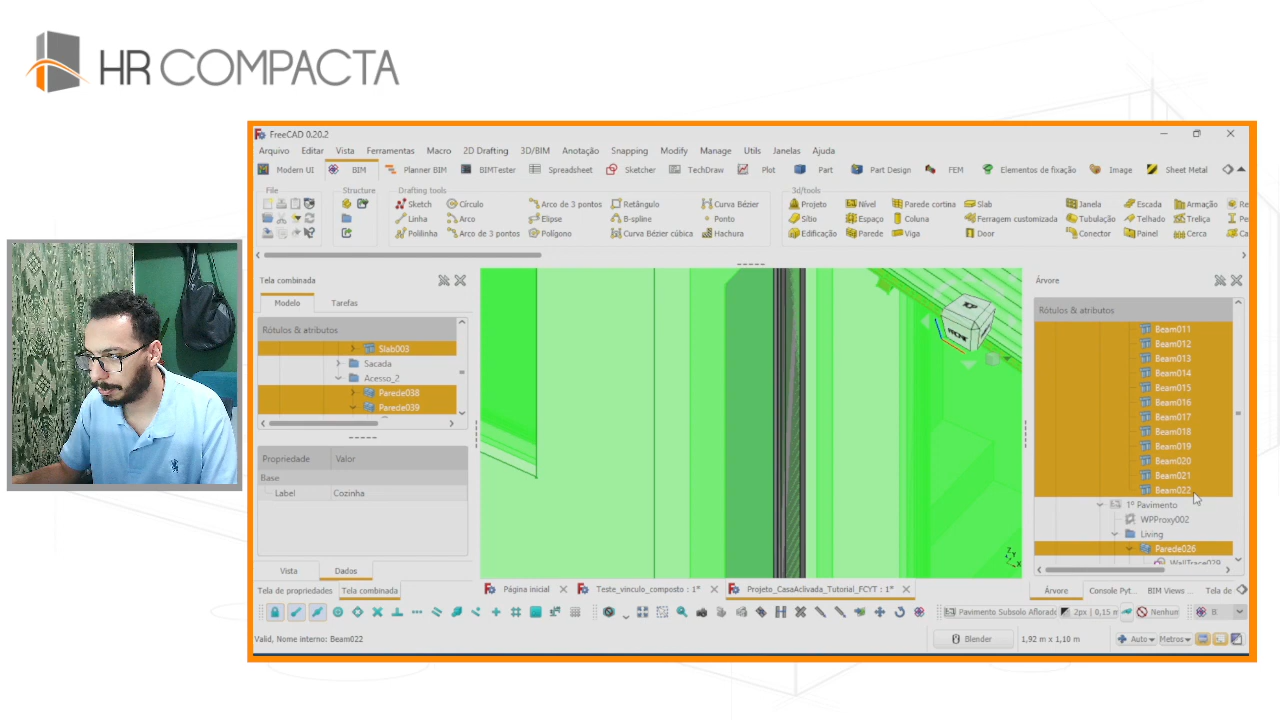 HR COMPACTA
FreeCAD 0.20.2
Arquivo Editar Vista Ferramentas Macro 2D Drafting 3D/BIM Anotação Snapping Modify Manage Utils Janelas Ajuda
Modern UI BIM Planner BIM BIMTester Spreadsheet Sketcher TechDraw Plot Part Part Design FEM Elementos de fixação Image Sheet Metal
File Structure Drafting tools 3d/tools
Sketch Círculo Arco de 3 pontos Retângulo Curva Bézier Projeto Nível Parede cortina Slab Janela Escada Armação Re
Linha Arco Elipse B-spline Ponto Sítio Espaço Coluna Ferragem customizada Tubulação Telhado Treliça Pe
Polilinha Arco de 3 pontos Polígono Curva Bézier cúbica Hachura Edificação Parede Viga Door Conector Painel Cerca Ca
Tela combinada
Modelo Tarefas
Rótulos & atributos
Slab003
Sacada
Acesso_2
Parede038
Parede039
Propriedade Valor
Base
Label Cozinha
Vista Dados
Tela de propriedades Tela combinada
FRONT
Z
Y
X
Página inicial Teste_vinculo_composto : 1* Projeto_CasaAclivada_Tutorial_FCYT : 1*
Árvore
Rótulos & atributos
Beam011
Beam012
Beam013
Beam014
Beam015
Beam016
Beam017
Beam018
Beam019
Beam020
Beam021
Beam022
1º Pavimento
WPProxy002
Living
Parede026
WallTrace029
Árvore Console Pyt... BIM Views ... Tela de
Pavimento Subsolo Aflorado 2px | 0,15 m Nenhum B
Valid, Nome interno: Beam022 Blender 1,92 m x 1,10 m Auto Metros